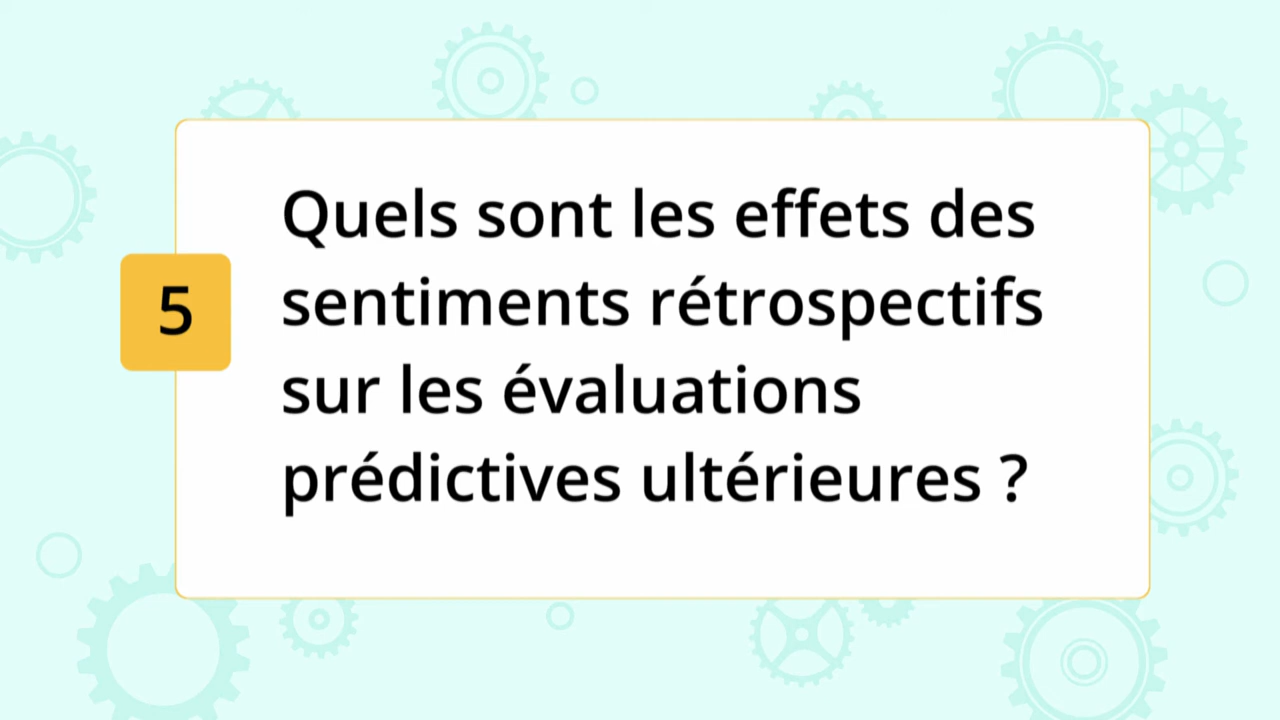 5
Quels sont les effets des
sentiments rétrospectifs
sur les évaluations
prédictives ultérieures ?